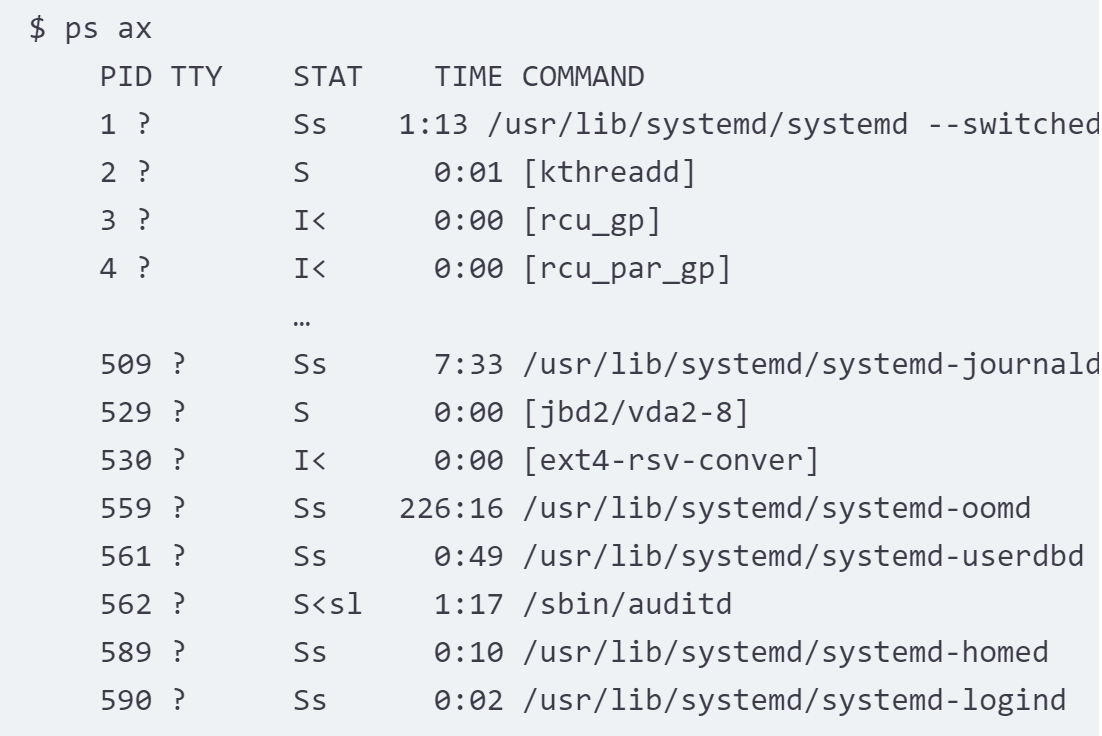 $ ps ax
PID TTY STAT TIME COMMAND
1 ? Ss 1:13 /usr/lib/systemd/systemd --switched
2 ? S 0:01 [kthreadd]
3 ? I< 0:00 [rcu_gp]
4 ? I< 0:00 [rcu_par_gp]
…
509 ? Ss 7:33 /usr/lib/systemd/systemd-journald
529 ? S 0:00 [jbd2/vda2-8]
530 ? I< 0:00 [ext4-rsv-conver]
559 ? Ss 226:16 /usr/lib/systemd/systemd-oomd
561 ? Ss 0:49 /usr/lib/systemd/systemd-userdbd
562 ? S<sl 1:17 /sbin/auditd
589 ? Ss 0:10 /usr/lib/systemd/systemd-homed
590 ? Ss 0:02 /usr/lib/systemd/systemd-logind